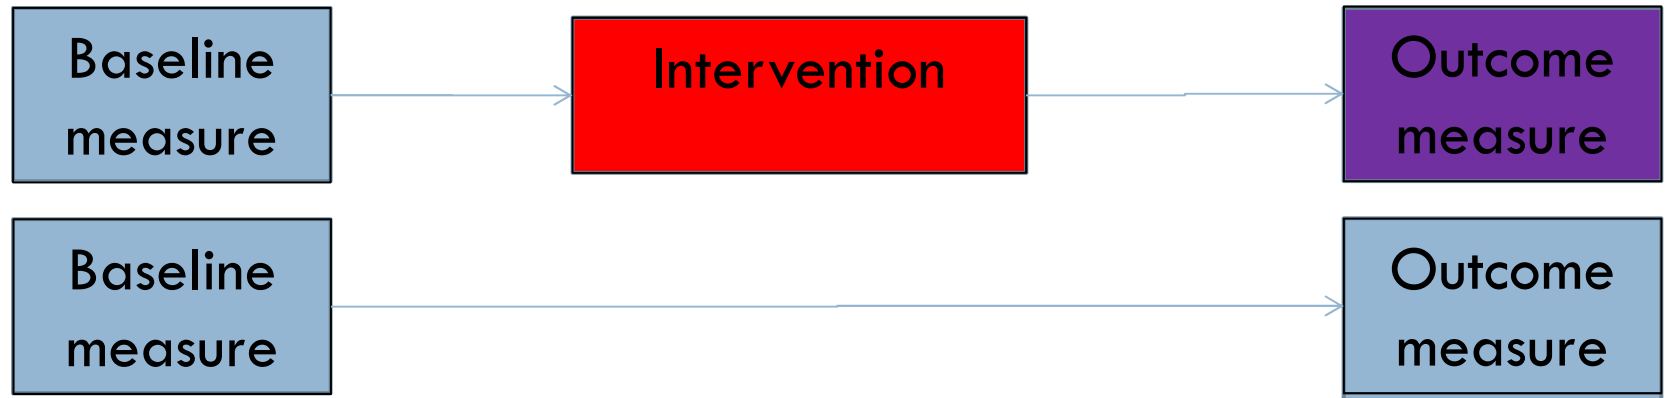 Baseline
measure
Intervention
Outcome
measure
Baseline
measure
Outcome
measure